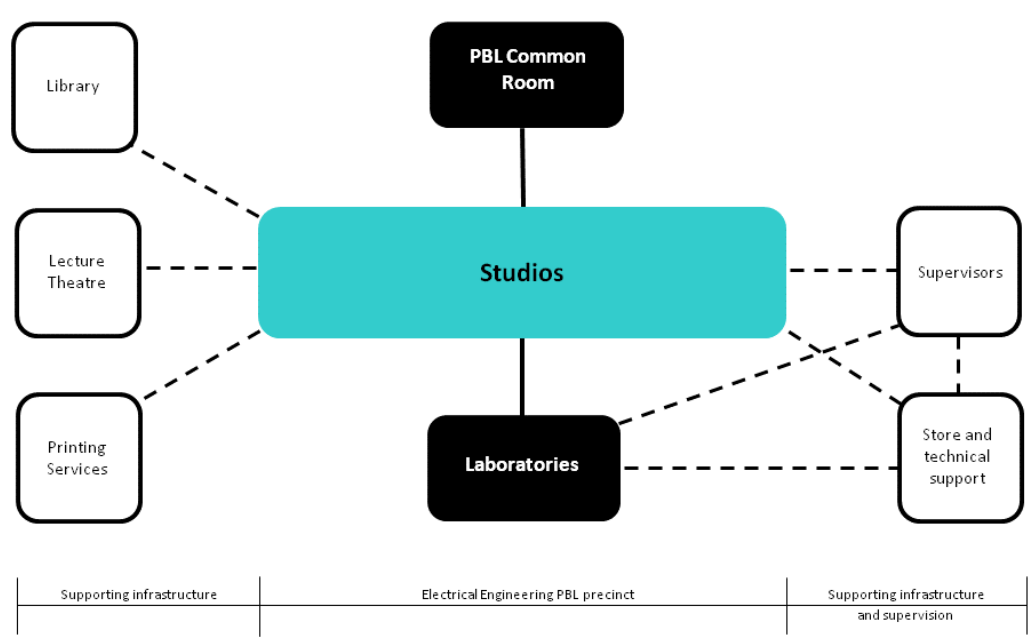 Library
PBL Common
Room
Lecture
Theatre
Studios
Supervisors
Printing
Services
Laboratories
Store and
technical
support
Supporting infrastructure
Electrical Engineering PBL precinct
Supporting infrastructure
and supervision